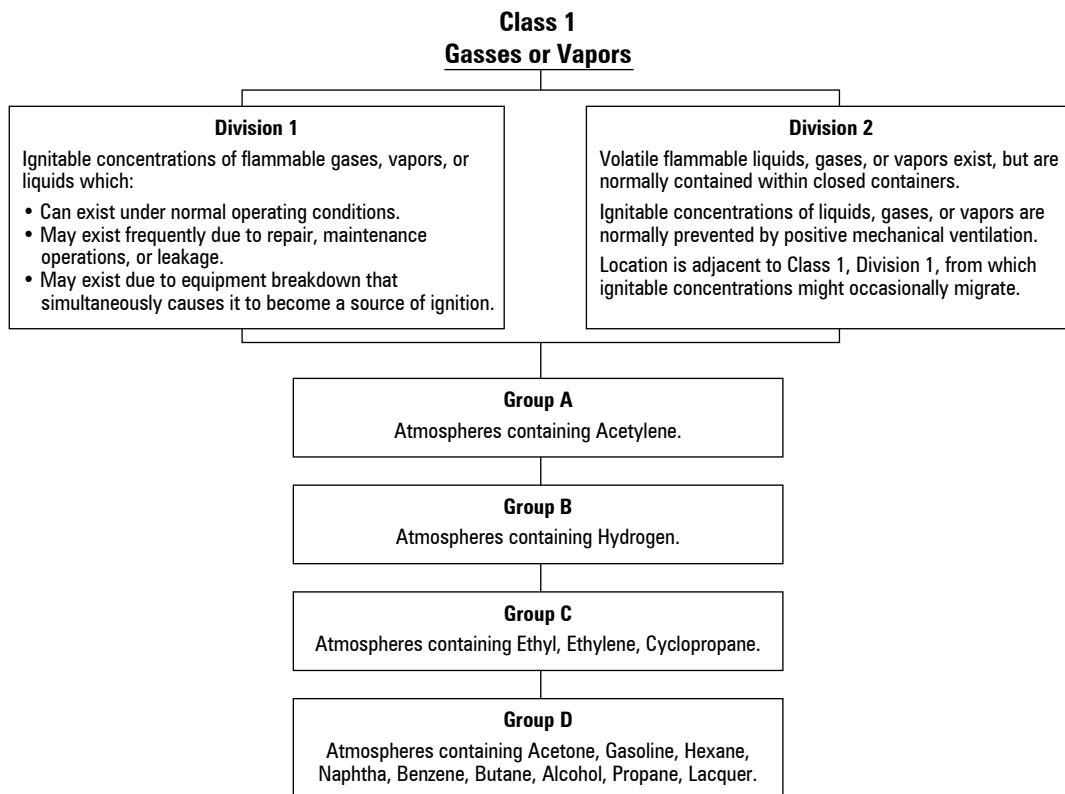 Class 1
Gasses or Vapors
Division 1
Ignitable concentrations of flammable gases, vapors, or
liquids which:
• Can exist under normal operating conditions.
• May exist frequently due to repair, maintenance
operations, or leakage.
• May exist due to equipment breakdown that
simultaneously causes it to become a source of ignition.
Division 2
Volatile flammable liquids, gases, or vapors exist, but are
normally contained within closed containers.
Ignitable concentrations of liquids, gases, or vapors are
normally prevented by positive mechanical ventilation.
Location is adjacent to Class 1, Division 1, from which
ignitable concentrations might occasionally migrate.
Group A
Atmospheres containing Acetylene.
Group B
Atmospheres containing Hydrogen.
Group C
Atmospheres containing Ethyl, Ethylene, Cyclopropane.
Group D
Atmospheres containing Acetone, Gasoline, Hexane,
Naphtha, Benzene, Butane, Alcohol, Propane, Lacquer.